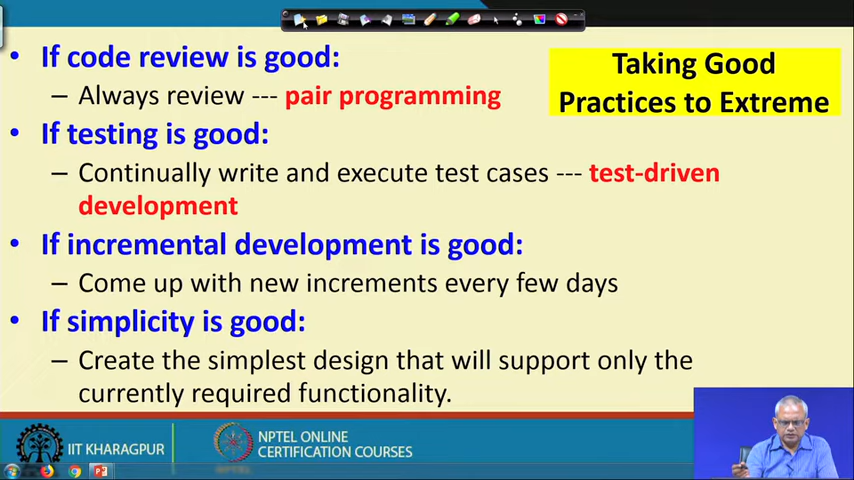 • If code review is good:
– Always review --- pair programming
Taking Good
Practices to Extreme
• If testing is good:
– Continually write and execute test cases --- test-driven
development
• If incremental development is good:
– Come up with new increments every few days
• If simplicity is good:
– Create the simplest design that will support only the
currently required functionality.
IIT KHARAGPUR
NPTEL ONLINE
CERTIFICATION COURSES
NPTEL